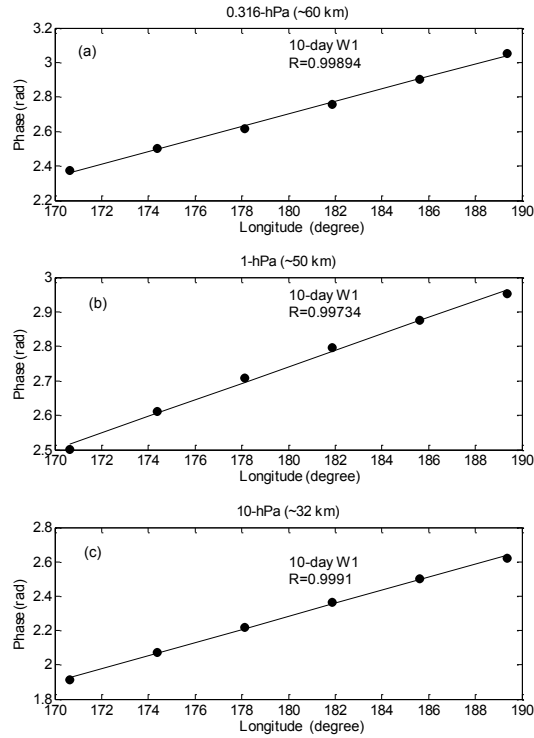 0.316-hPa (~60 km)
3.2
3
2.8
2.6
2.4
2.2
Phase (rad)
(a)
10-day W1
R=0.99894
170 172 174 176 178 180 182 184 186 188 190
Longitude (degree)
1-hPa (~50 km)
3
2.9
2.8
2.7
2.6
2.5
Phase (rad)
(b)
10-day W1
R=0.99734
170 172 174 176 178 180 182 184 186 188 190
Longitude (degree)
10-hPa (~32 km)
2.8
2.6
2.4
2.2
2
1.8
Phase (rad)
(c)
10-day W1
R=0.9991
170 172 174 176 178 180 182 184 186 188 190
Longitude (degree)